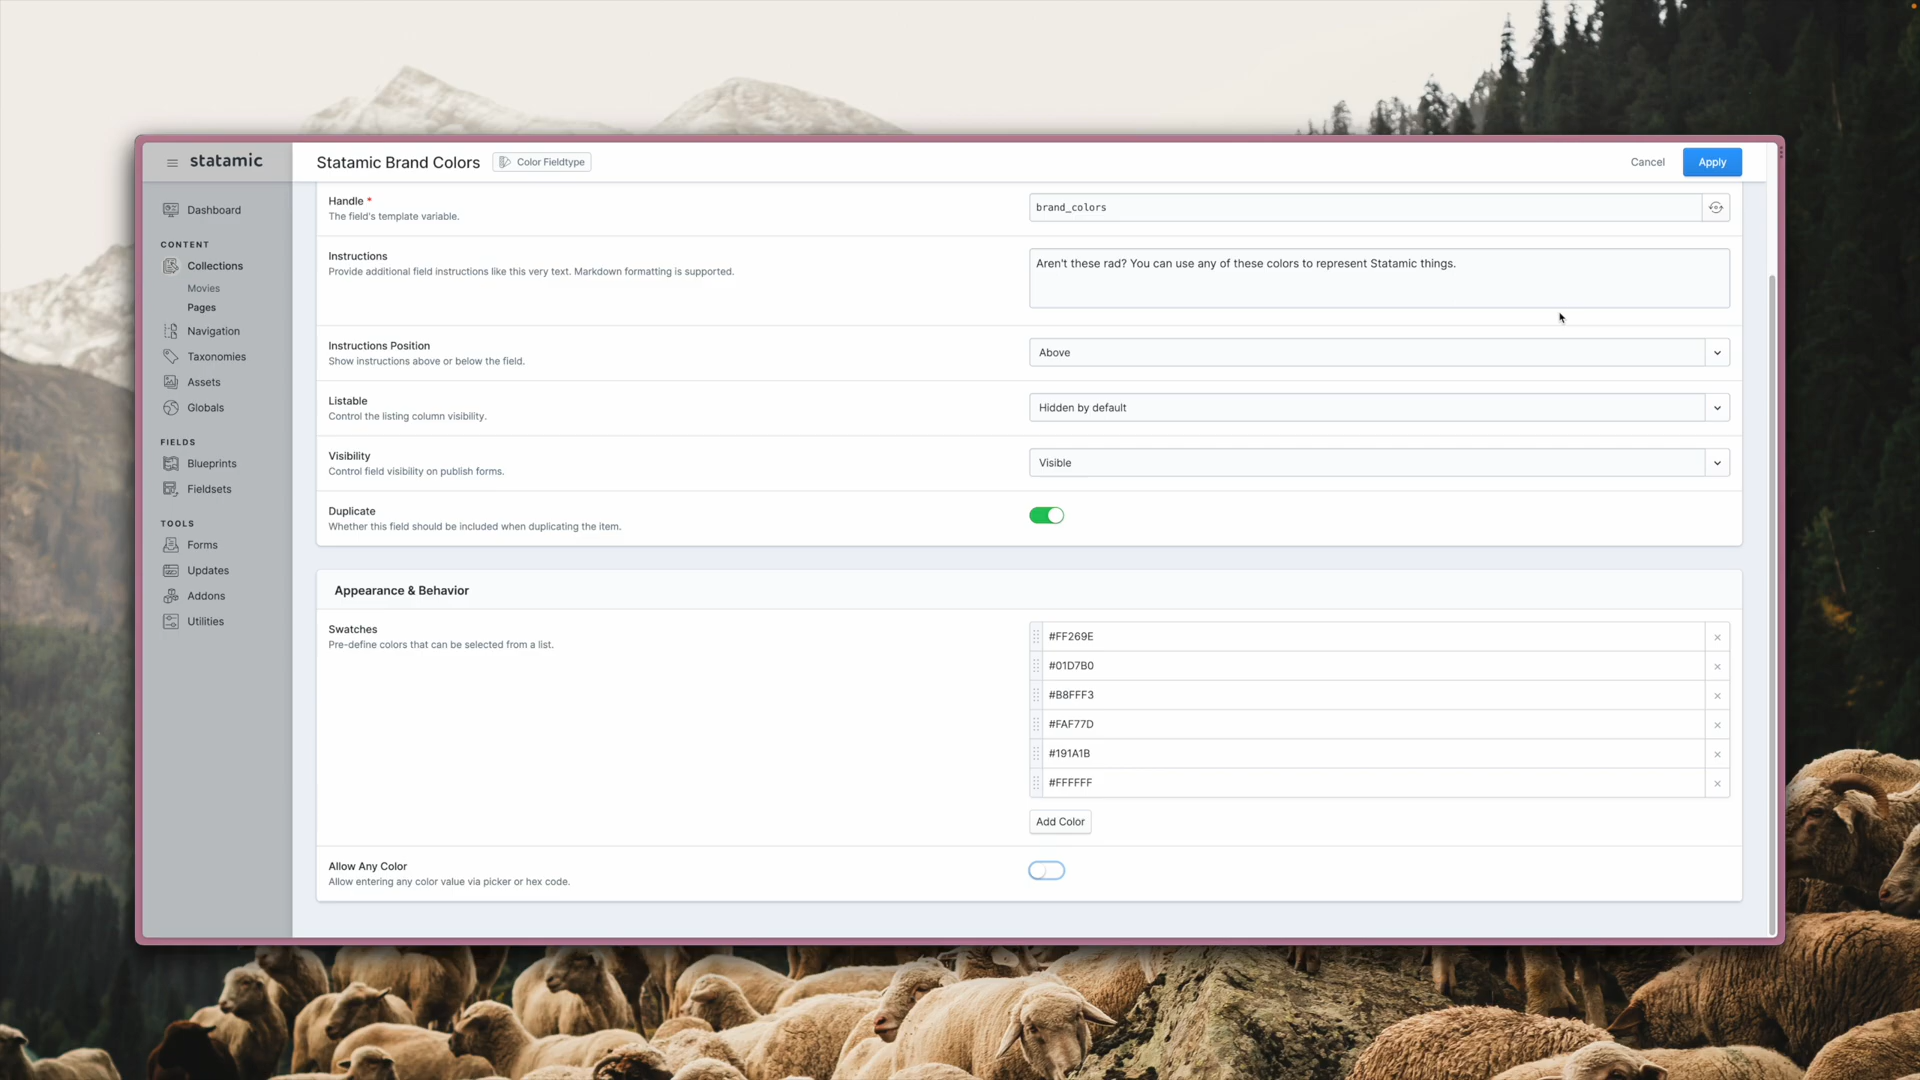 statamic
Statamic Brand Colors
Color Fieldtype
Cancel
Apply
Dashboard
CONTENT
Collections
Movies
Pages
Navigation
Taxonomies
Assets
Globals
FIELDS
Blueprints
Fieldsets
TOOLS
Forms
Updates
Addons
Utilities
Handle *
The field's template variable.
brand_colors
Instructions
Provide additional field instructions like this very text. Markdown formatting is supported.
Aren't these rad? You can use any of these colors to represent Statamic things.
Instructions Position
Show instructions above or below the field.
Above
Listable
Control the listing column visibility.
Hidden by default
Visibility
Control field visibility on publish forms.
Visible
Duplicate
Whether this field should be included when duplicating the item.
Appearance & Behavior
Swatches
Pre-define colors that can be selected from a list.
#FF269E
#01D7B0
#B8FFF3
#FAF77D
#191A1B
#FFFFFF
Add Color
Allow Any Color
Allow entering any color value via picker or hex code.